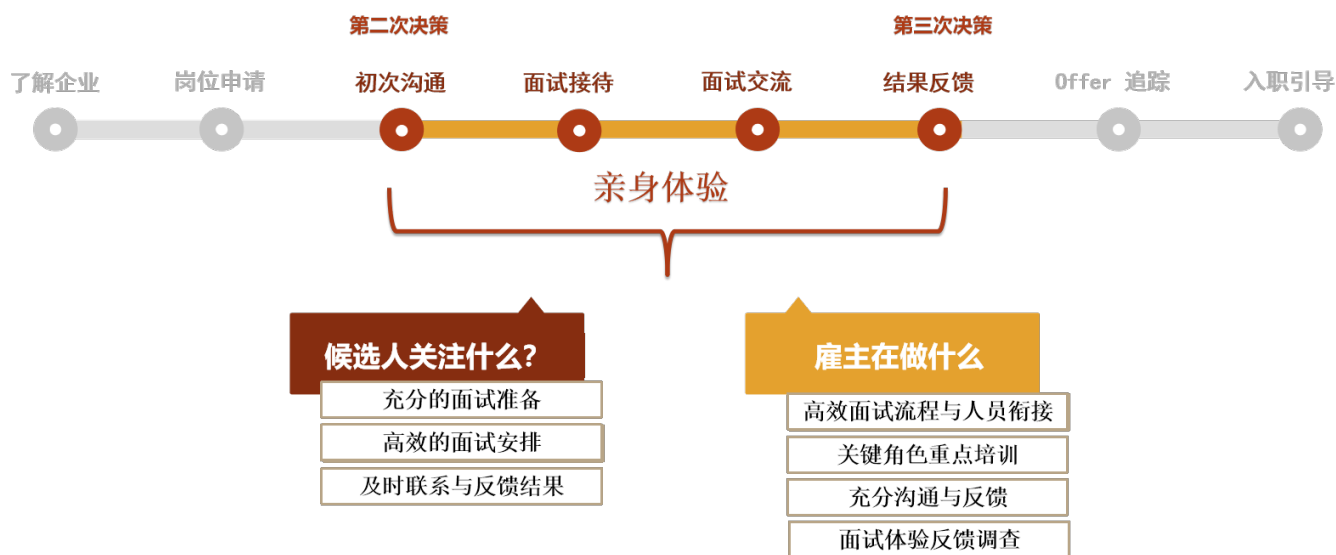 第二次决策
第三次决策
了解企业
岗位申请
初次沟通
面试接待
面试交流
结果反馈
Offer 追踪
入职引导
亲身体验
候选人关注什么？
充分的面试准备
高效的面试安排
及时联系与反馈结果
雇主在做什么
高效面试流程与人员衔接
关键角色重点培训
充分沟通与反馈
面试体验反馈调查